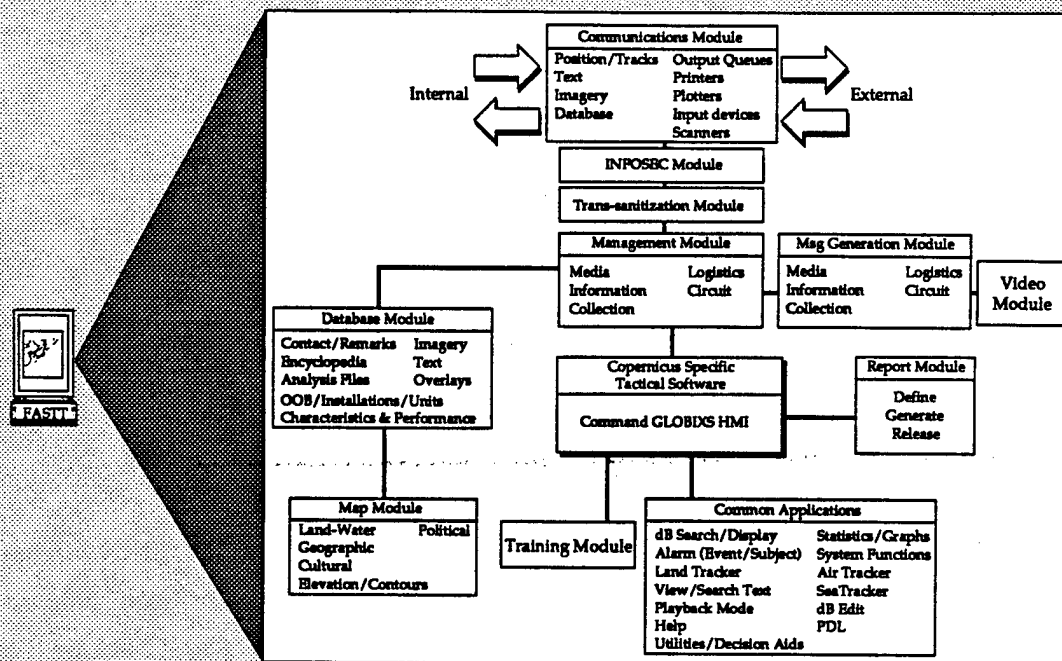 Communications Module
Position/Tracks Output Queues
Text Printers
Imagery Plotters
Database Input devices
Scanners
Internal
External
INFOSEC Module
Trans-sanitization Module
Management Module
Media Logistics
Information Circuit
Collection
Msg Generation Module
Media Logistics
Information Circuit
Collection
Video
Module
Database Module
Contact/Remarks Imagery
Encyclopedia Text
Analysis Files Overlays
OOB/Installations/Units
Characteristics & Performance
Copernicus Specific
Tactical Software
Command GLOBIXS HMI
Report Module
Define
Generate
Release
FASTT
Map Module
Land-Water Political
Geographic
Cultural
Elevation/Contours
Training Module
Common Applications
dB Search/Display Statistics/Graphs
Alarm (Event/Subject) System Functions
Land Tracker Air Tracker
View/Search Text SeaTracker
Playback Mode dB Edit
Help PDL
Utilities/Decision Aids